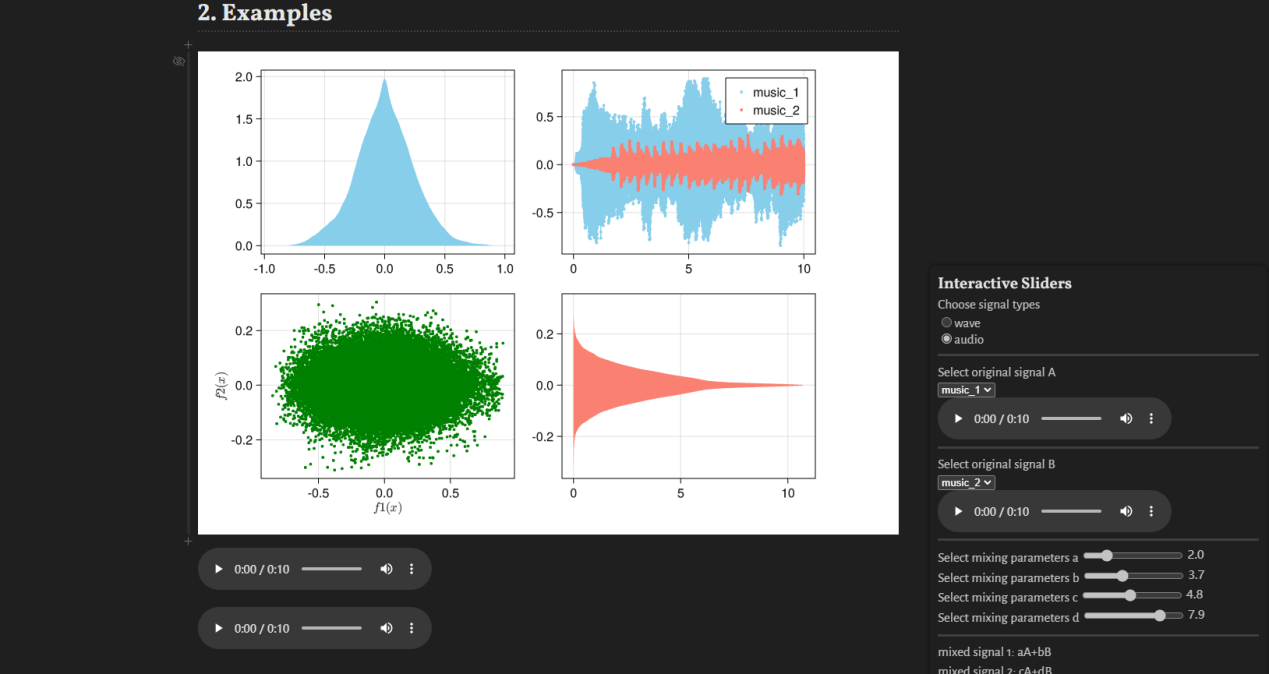 2. Examples
2.0
1.5
1.0
0.5
0.0
-1.0 -0.5 0.0 0.5 1.0
music_1
music_2
0.5
0.0
-0.5
0 5 10
f2(x)
0.2
0.0
-0.2
-0.5 0.0 0.5
f1(x)
0.2
0.0
-0.2
0 5 10
0:00 / 0:10
0:00 / 0:10
Interactive Sliders
Choose signal types
wave
audio
Select original signal A
music_1
0:00 / 0:10
Select original signal B
music_2
0:00 / 0:10
Select mixing parameters a 2.0
Select mixing parameters b 3.7
Select mixing parameters c 4.8
Select mixing parameters d 7.9
mixed signal 1: aA+bB
mixed signal 2: cA+dB